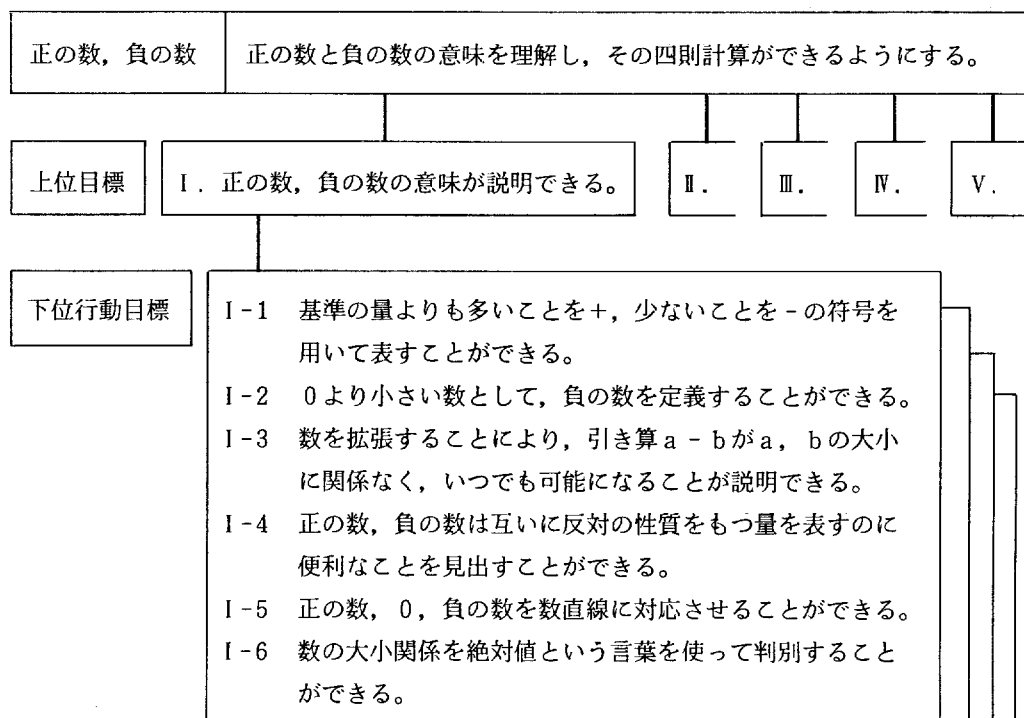 正の数，負の数 正の数と負の数の意味を理解し，その四則計算ができるようにする。
上位目標 Ⅰ．正の数，負の数の意味が説明できる。 Ⅱ． Ⅲ． Ⅳ． Ⅴ．
下位行動目標
Ⅰ-1 基準の量よりも多いことを＋，少ないことを－の符号を
用いて表すことができる。
Ⅰ-2 ０より小さい数として，負の数を定義することができる。
Ⅰ-3 数を拡張することにより，引き算ａ－ｂがａ，ｂの大小
に関係なく，いつでも可能になることが説明できる。
Ⅰ-4 正の数，負の数は互いに反対の性質をもつ量を表すのに
便利なことを見出すことができる。
Ⅰ-5 正の数，０，負の数を数直線に対応させることができる。
Ⅰ-6 数の大小関係を絶対値という言葉を使って判別すること
ができる。